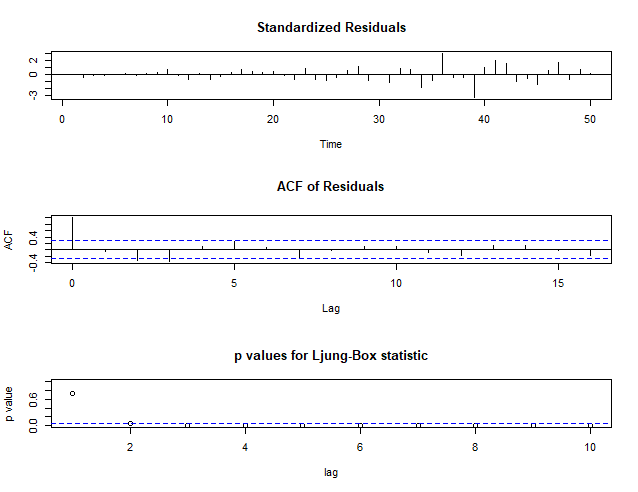 Standardized Residuals
2
0
-3
0 10 20 30 40 50
Time
ACF of Residuals
ACF
0.4
-0.4
0 5 10 15
Lag
p values for Ljung-Box statistic
p value
0.6
0.0
2 4 6 8 10
lag